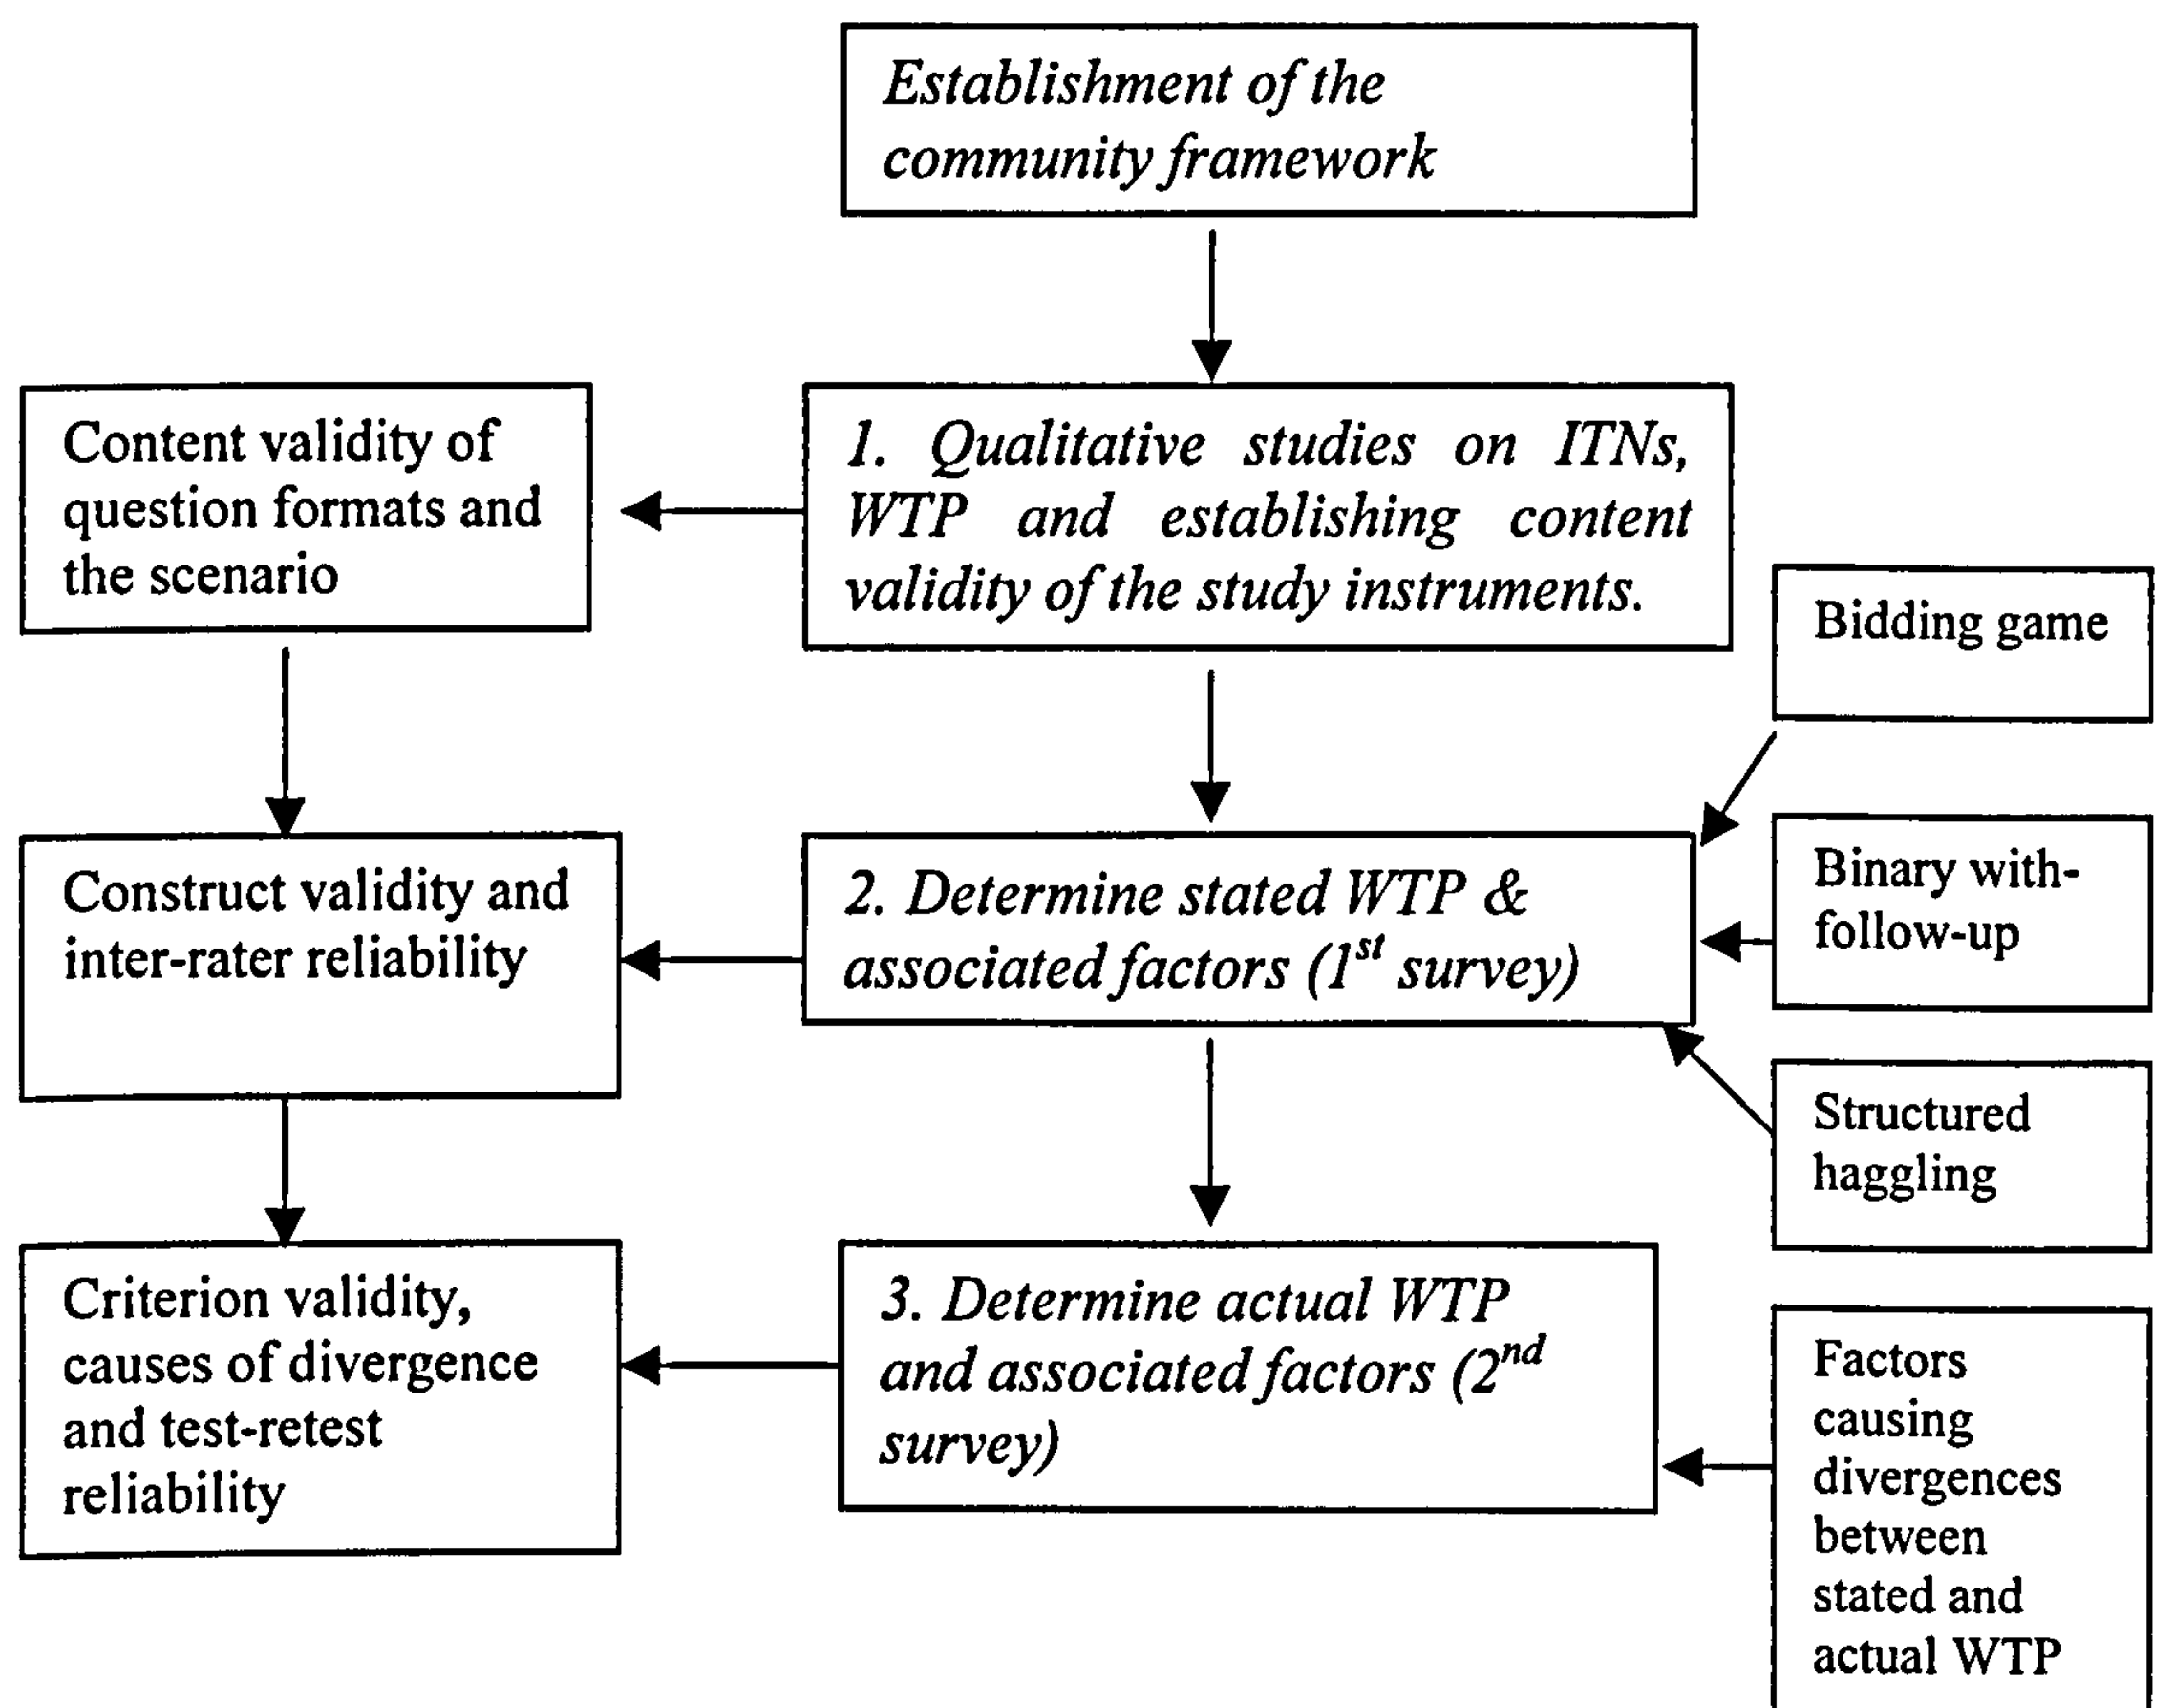 Establishment of the
community framework
Content validity of
question formats and
the scenario
1. Qualitative studies on ITNs,
WTP and establishing content
validity of the study instruments.
Bidding game
Construct validity and
inter-rater reliability
2. Determine stated WTP &
associated factors (1st survey)
Binary with-
follow-up
Structured
haggling
Criterion validity,
causes of divergence
and test-retest
reliability
3. Determine actual WTP
and associated factors (2nd
survey)
Factors
causing
divergences
between
stated and
actual WTP